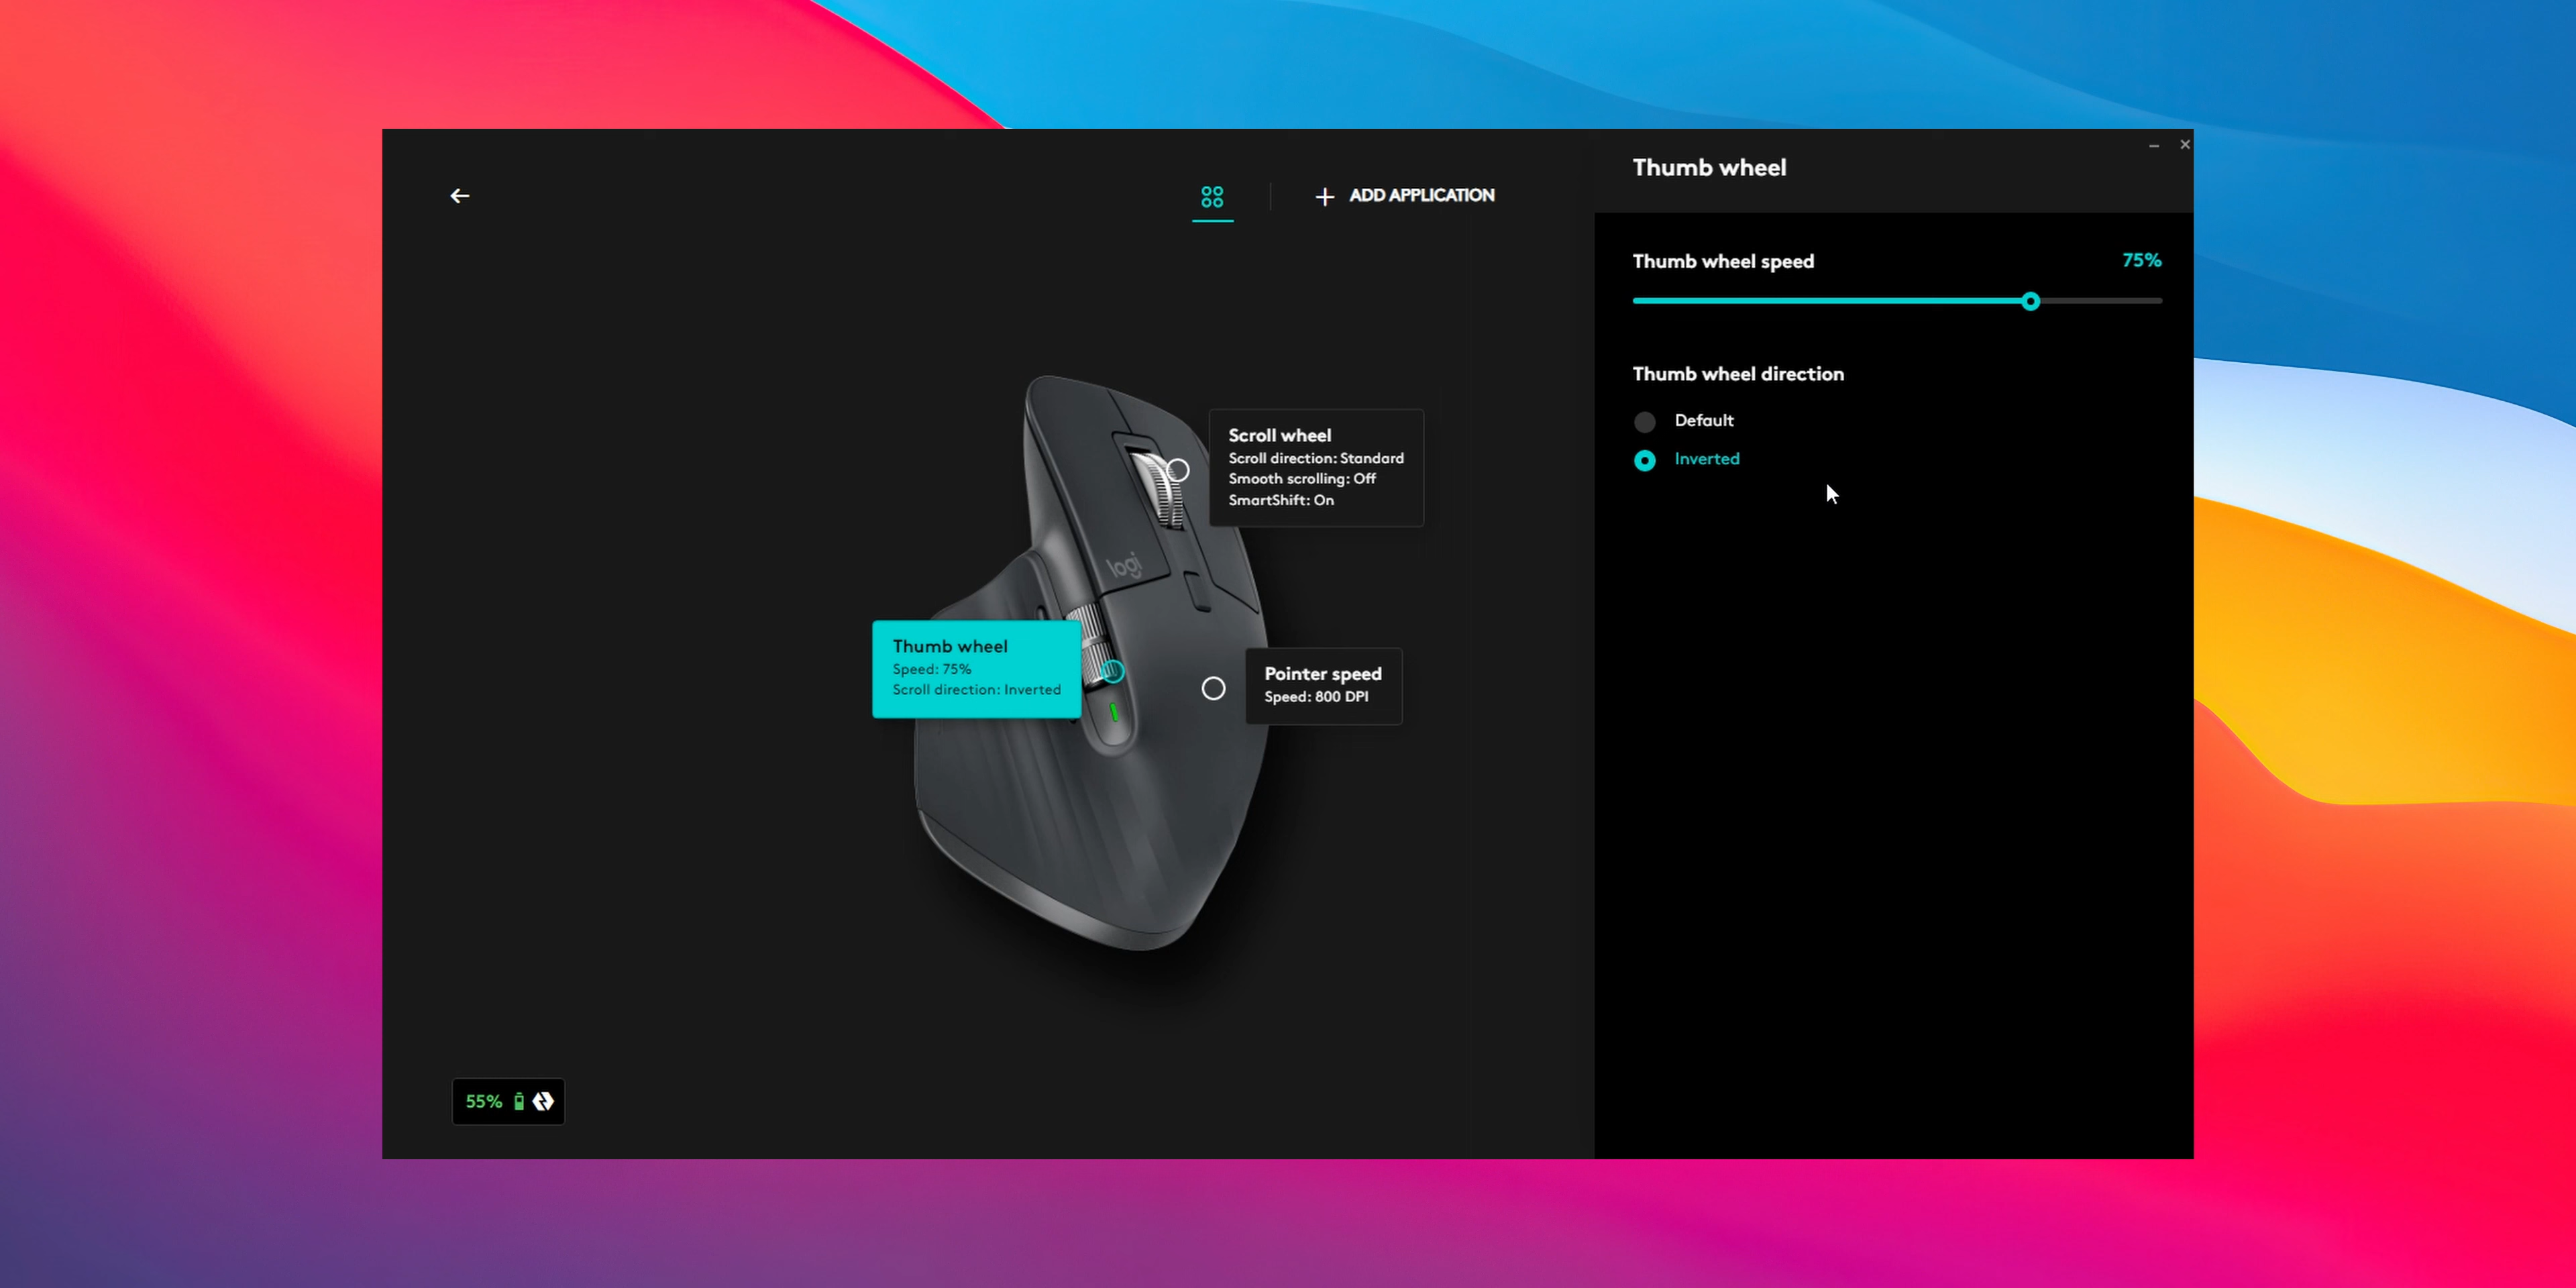 ADD APPLICATION
Thumb wheel
Thumb wheel speed
75%
Thumb wheel direction
Default
Inverted
Scroll wheel
Scroll direction: Standard
Smooth scrolling: Off
SmartShift: On
logi
Thumb wheel
Speed: 75%
Scroll direction: Inverted
Pointer speed
Speed: 800 DPI
55%